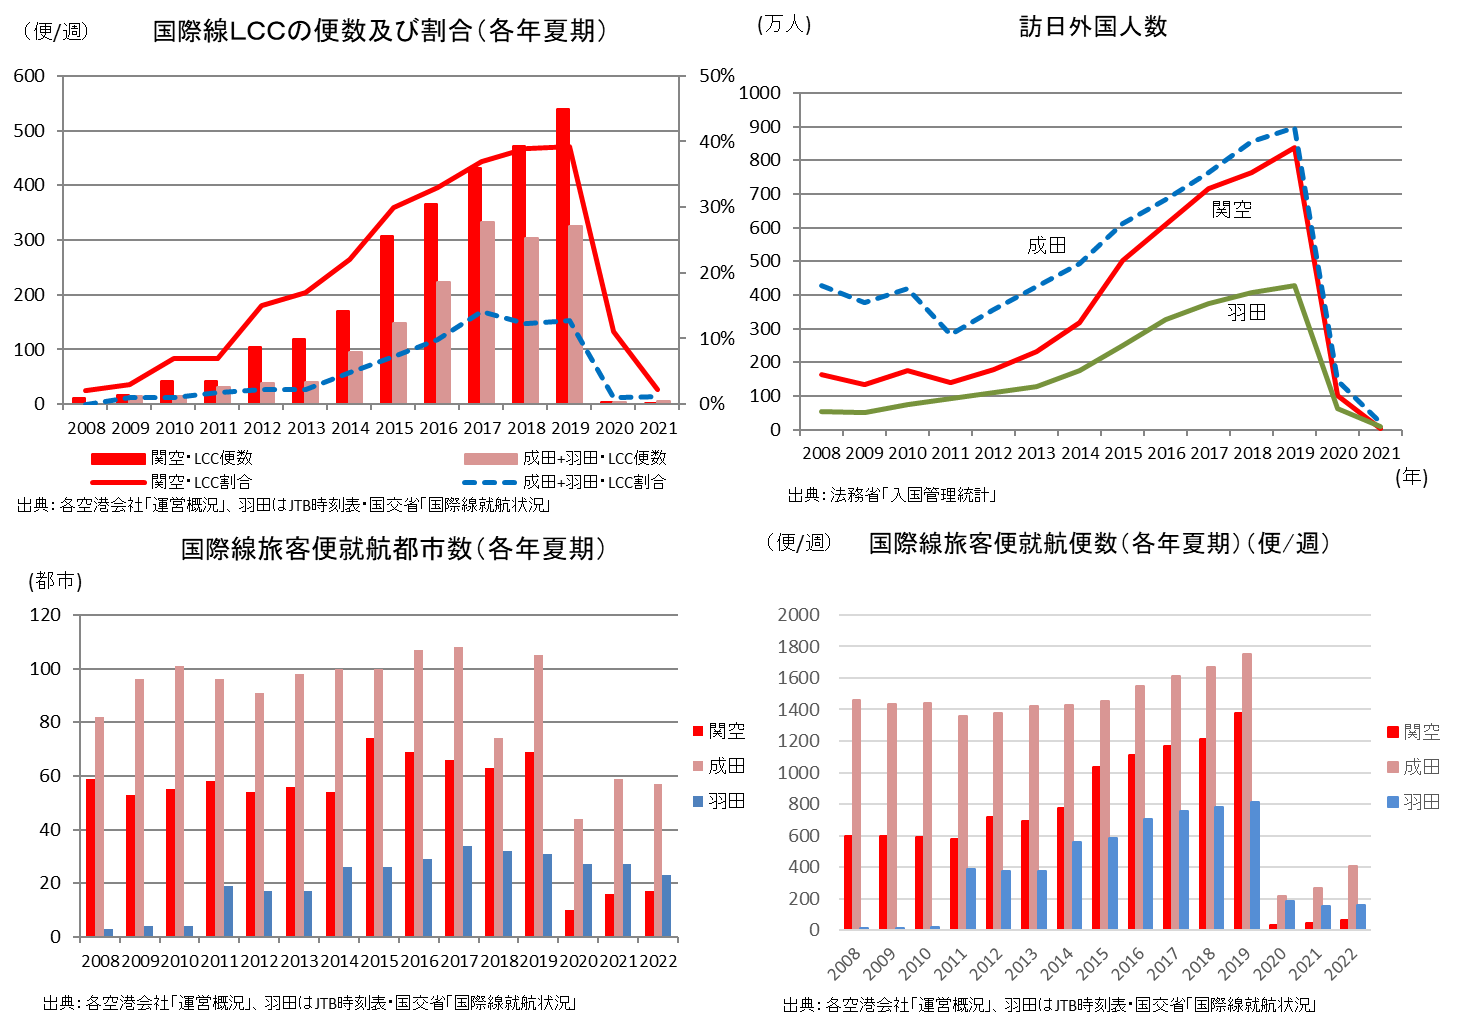 （便/週）
国際線ＬＣＣの便数及び割合（各年夏期）
600
500
400
300
200
100
0
50%
40%
30%
20%
10%
0%
2008 2009 2010 2011 2012 2013 2014 2015 2016 2017 2018 2019 2020 2021
関空・LCC便数
成田+羽田・LCC便数
関空・LCC割合
成田+羽田・LCC割合
出典：各空港会社「運営概況」、羽田はJTB時刻表・国交省「国際線就航状況」
(万人)
訪日外国人数
1000
900
800
700
600
500
400
300
200
100
0
成田
関空
羽田
2008 2009 2010 2011 2012 2013 2014 2015 2016 2017 2018 2019 2020 2021
(年)
出典：法務省「入国管理統計」
国際線旅客便就航都市数（各年夏期）
(都市)
120
100
80
60
40
20
0
2008 2009 2010 2011 2012 2013 2014 2015 2016 2017 2018 2019 2020 2021 2022
関空
成田
羽田
出典：各空港会社「運営概況」、羽田はJTB時刻表・国交省「国際線就航状況」
（便/週）
国際線旅客便就航便数（各年夏期）（便/週）
2000
1800
1600
1400
1200
1000
800
600
400
200
0
2008 2009 2010 2011 2012 2013 2014 2015 2016 2017 2018 2019 2020 2021 2022
関空
成田
羽田
出典：各空港会社「運営概況」、羽田はJTB時刻表・国交省「国際線就航状況」